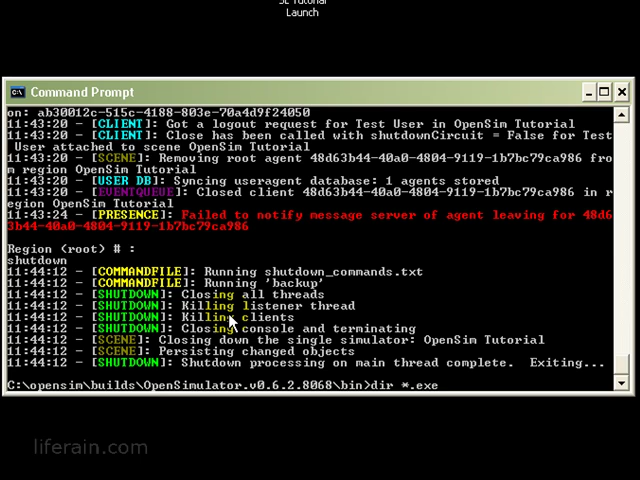 SL Tutorial
Launch
Command Prompt
on: ab30012c-515c-4188-803e-70a4d9f24050
11:43:20 - [CLIENT]: Got a logout request for Test User in OpenSim Tutorial
11:43:20 - [CLIENT]: Close has been called with shutdownCircuit = False for Test
User attached to scene OpenSim Tutorial
11:43:20 - [SCENE]: Removing root agent 48d63b44-40a0-4804-9119-1b7bc79ca986 fro
m region OpenSim Tutorial
11:43:20 - [USER DB]: Syncing useragent database: 1 agents stored
11:43:20 - [EVENTQUEUE]: Closed client 48d63b44-40a0-4804-9119-1b7bc79ca986 in r
egion OpenSim Tutorial
11:43:24 - [PRESENCE]: Failed to notify message server of agent leaving for 48d6
3b44-40a0-4804-9119-1b7bc79ca986
Region (root) # :
shutdown
11:44:12 - [COMMANDFILE]: Running shutdown_commands.txt
11:44:12 - [COMMANDFILE]: Running 'backup'
11:44:12 - [SHUTDOWN]: Closing all threads
11:44:12 - [SHUTDOWN]: Killing listener thread
11:44:12 - [SHUTDOWN]: Killing clients
11:44:12 - [SHUTDOWN]: Closing console and terminating
11:44:12 - [SCENE]: Closing down the single simulator: OpenSim Tutorial
11:44:12 - [SCENE]: Persisting changed objects
11:44:12 - [SHUTDOWN]: Shutdown processing on main thread complete.  Exiting...
C:\opensim\builds\OpenSimulator.v0.6.2.8068\bin>dir *.exe
liferain.com